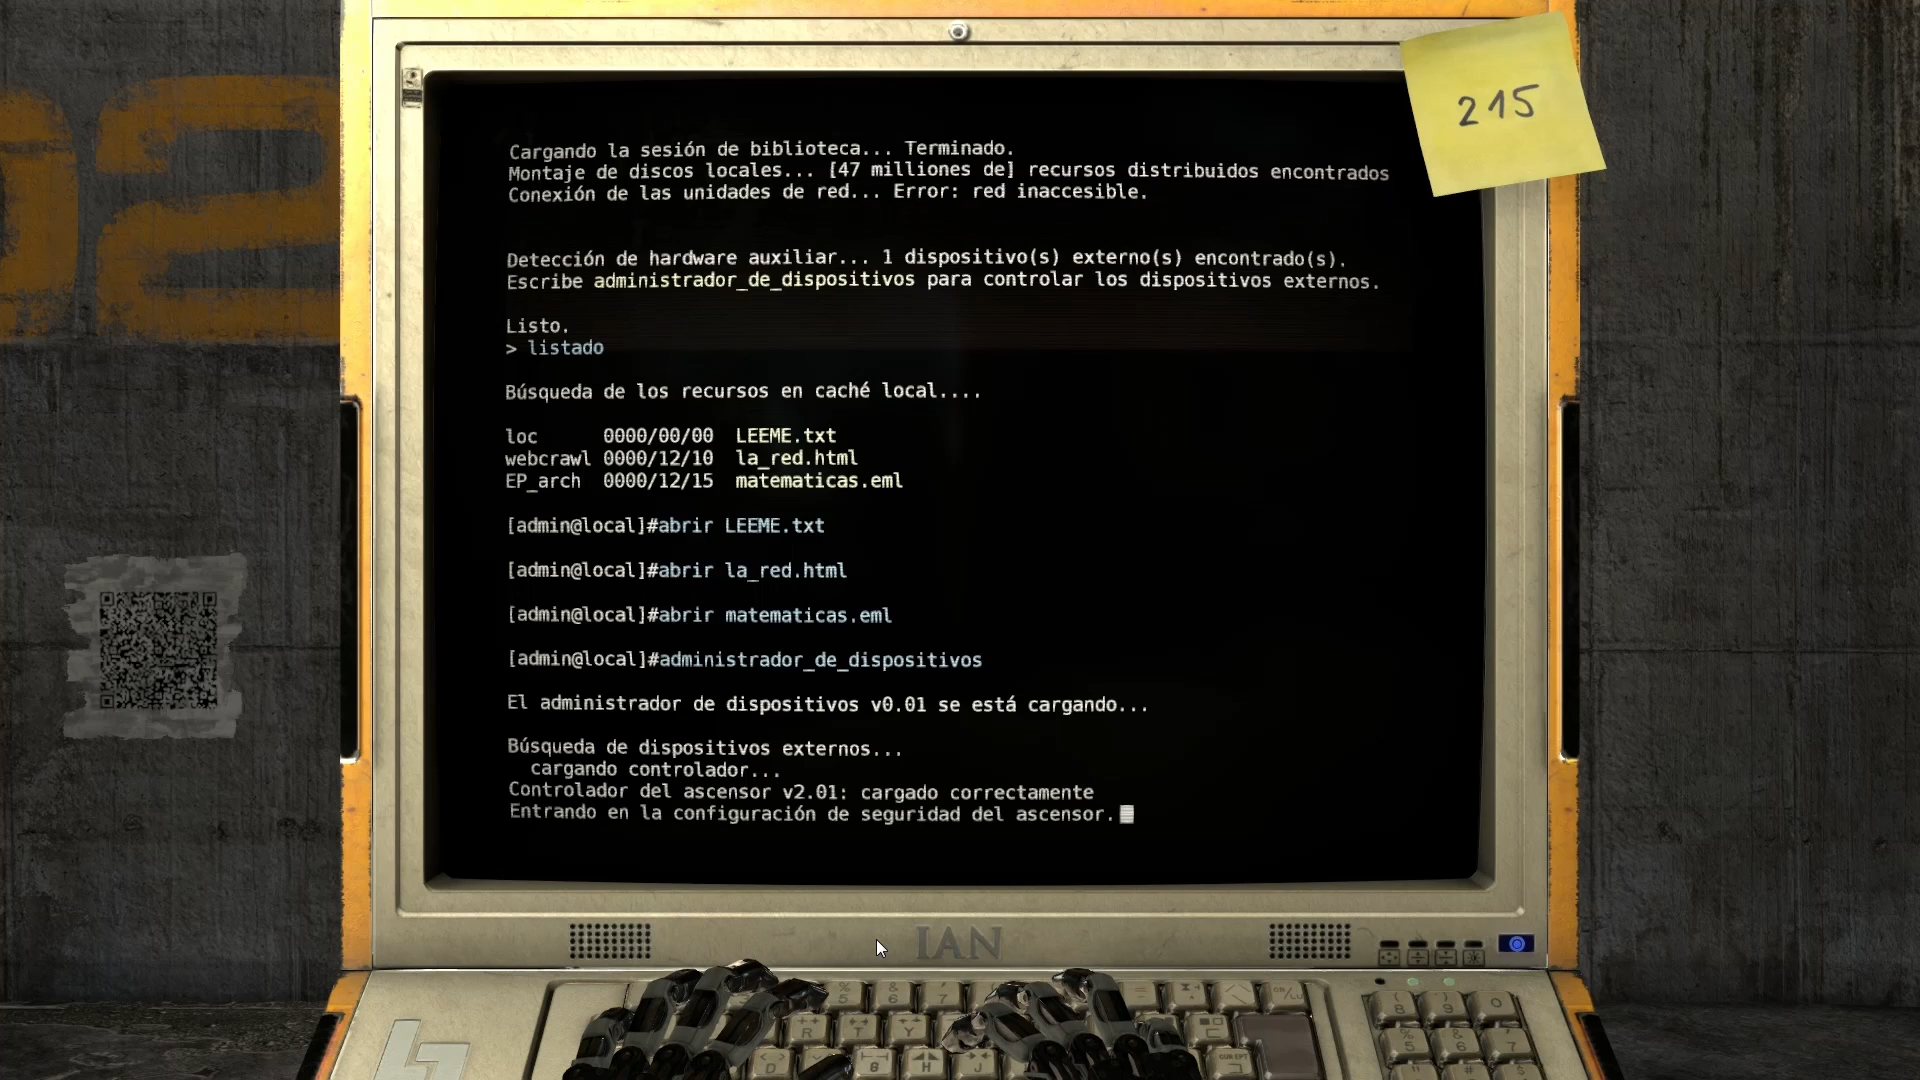 02
215
Cargando la sesión de biblioteca... Terminado.
Montaje de discos locales... [47 milliones de] recursos distribuidos encontrados
Conexión de las unidades de red... Error: red inaccesible.
Detección de hardware auxiliar... 1 dispositivo(s) externo(s) encontrado(s).
Escribe administrador_de_dispositivos para controlar los dispositivos externos.
Listo.
> listado
Búsqueda de los recursos en caché local....
loc 0000/00/00 LEEME.txt
webcrawl 0000/12/10 la_red.html
EP_arch 0000/12/15 matematicas.eml
[admin@local]#abrir LEEME.txt
[admin@local]#abrir la_red.html
[admin@local]#abrir matematicas.eml
[admin@local]#administrador_de_dispositivos
El administrador de dispositivos v0.01 se está cargando...
Búsqueda de dispositivos externos...
cargando controlador...
Controlador del ascensor v2.01: cargado correctamente
Entrando en la configuración de seguridad del ascensor.
IAN